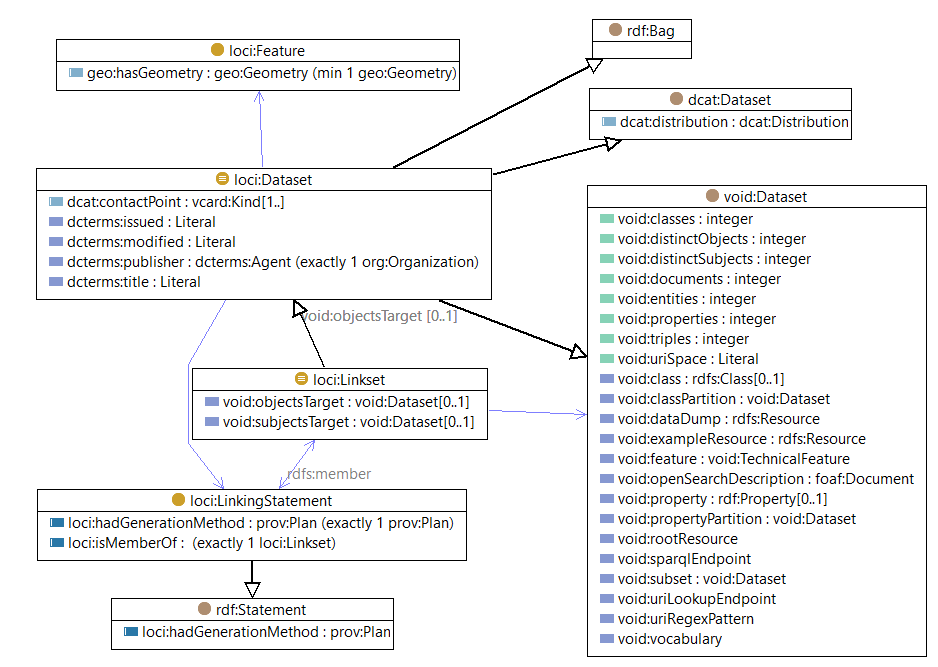 rdf:Bag
loci:Feature
geo:hasGeometry : geo:Geometry (min 1 geo:Geometry)
dcat:Dataset
dcat:distribution : dcat:Distribution
loci:Dataset
dcat:contactPoint : vcard:Kind[1..]
dcterms:issued : Literal
dcterms:modified : Literal
dcterms:publisher : dcterms:Agent (exactly 1 org:Organization)
dcterms:title : Literal
void:objectsTarget [0..1]
loci:Linkset
void:objectsTarget : void:Dataset[0..1]
void:subjectsTarget : void:Dataset[0..1]
rdfs:member
loci:LinkingStatement
loci:hadGenerationMethod : prov:Plan (exactly 1 prov:Plan)
loci:isMemberOf : (exactly 1 loci:Linkset)
rdf:Statement
loci:hadGenerationMethod : prov:Plan
void:Dataset
void:classes : integer
void:distinctObjects : integer
void:distinctSubjects : integer
void:documents : integer
void:entities : integer
void:properties : integer
void:triples : integer
void:uriSpace : Literal
void:class : rdfs:Class[0..1]
void:classPartition : void:Dataset
void:dataDump : rdfs:Resource
void:exampleResource : rdfs:Resource
void:feature : void:TechnicalFeature
void:openSearchDescription : foaf:Document
void:property : rdf:Property[0..1]
void:propertyPartition : void:Dataset
void:rootResource
void:sparqlEndpoint
void:subset : void:Dataset
void:uriLookupEndpoint
void:uriRegexPattern
void:vocabulary